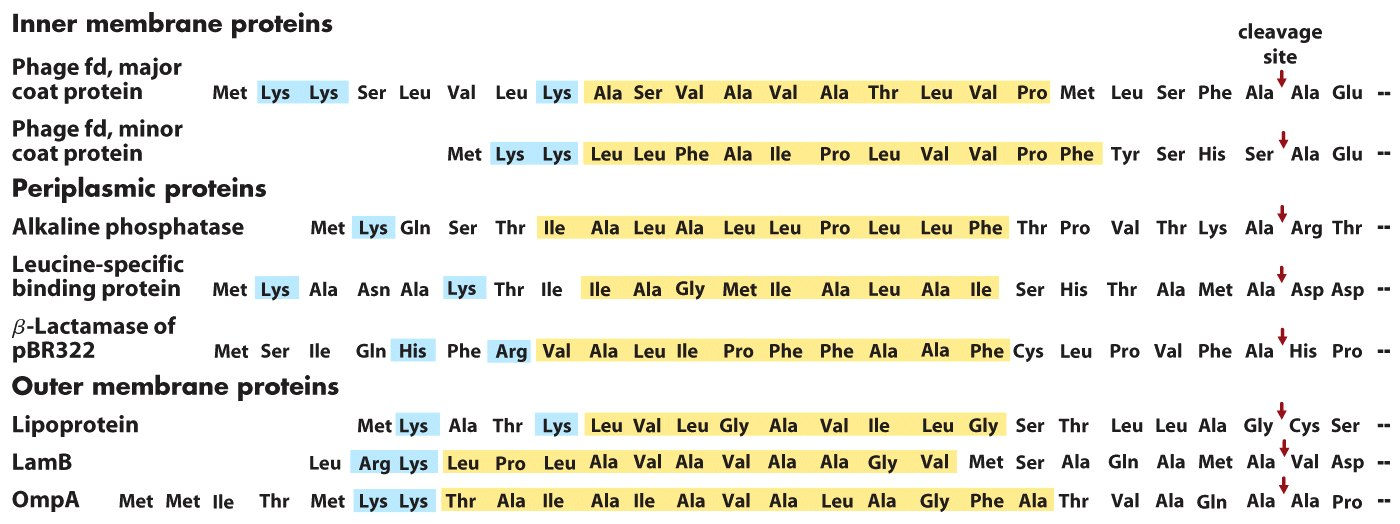 Inner membrane proteins
cleavage
site
Phage fd, major
coat protein Met Lys Lys Ser Leu Val Leu Lys Ala Ser Val Ala Val Ala Thr Leu Val Pro Met Leu Ser Phe Ala Ala Glu --
Phage fd, minor
coat protein Met Lys Lys Leu Leu Phe Ala Ile Pro Leu Val Val Pro Phe Tyr Ser His Ser Ala Glu --
Periplasmic proteins
Alkaline phosphatase Met Lys Gln Ser Thr Ile Ala Leu Ala Leu Leu Pro Leu Leu Phe Thr Pro Val Thr Lys Ala Arg Thr --
Leucine-specific
binding protein Met Lys Ala Asn Ala Lys Thr Ile Ile Ala Gly Met Ile Ala Leu Ala Ile Ser His Thr Ala Met Ala Asp Asp --
β-Lactamase of
pBR322 Met Ser Ile Gln His Phe Arg Val Ala Leu Ile Pro Phe Phe Ala Ala Phe Cys Leu Pro Val Phe Ala His Pro --
Outer membrane proteins
Lipoprotein Met Lys Ala Thr Lys Leu Val Leu Gly Ala Val Ile Leu Gly Ser Thr Leu Leu Ala Gly Cys Ser --
LamB Leu Arg Lys Leu Pro Leu Ala Val Ala Val Ala Ala Gly Val Met Ser Ala Gln Ala Met Ala Val Asp --
OmpA Met Met Ile Thr Met Lys Lys Thr Ala Ile Ala Ile Ala Val Ala Leu Ala Gly Phe Ala Thr Val Ala Gln Ala Ala Pro --